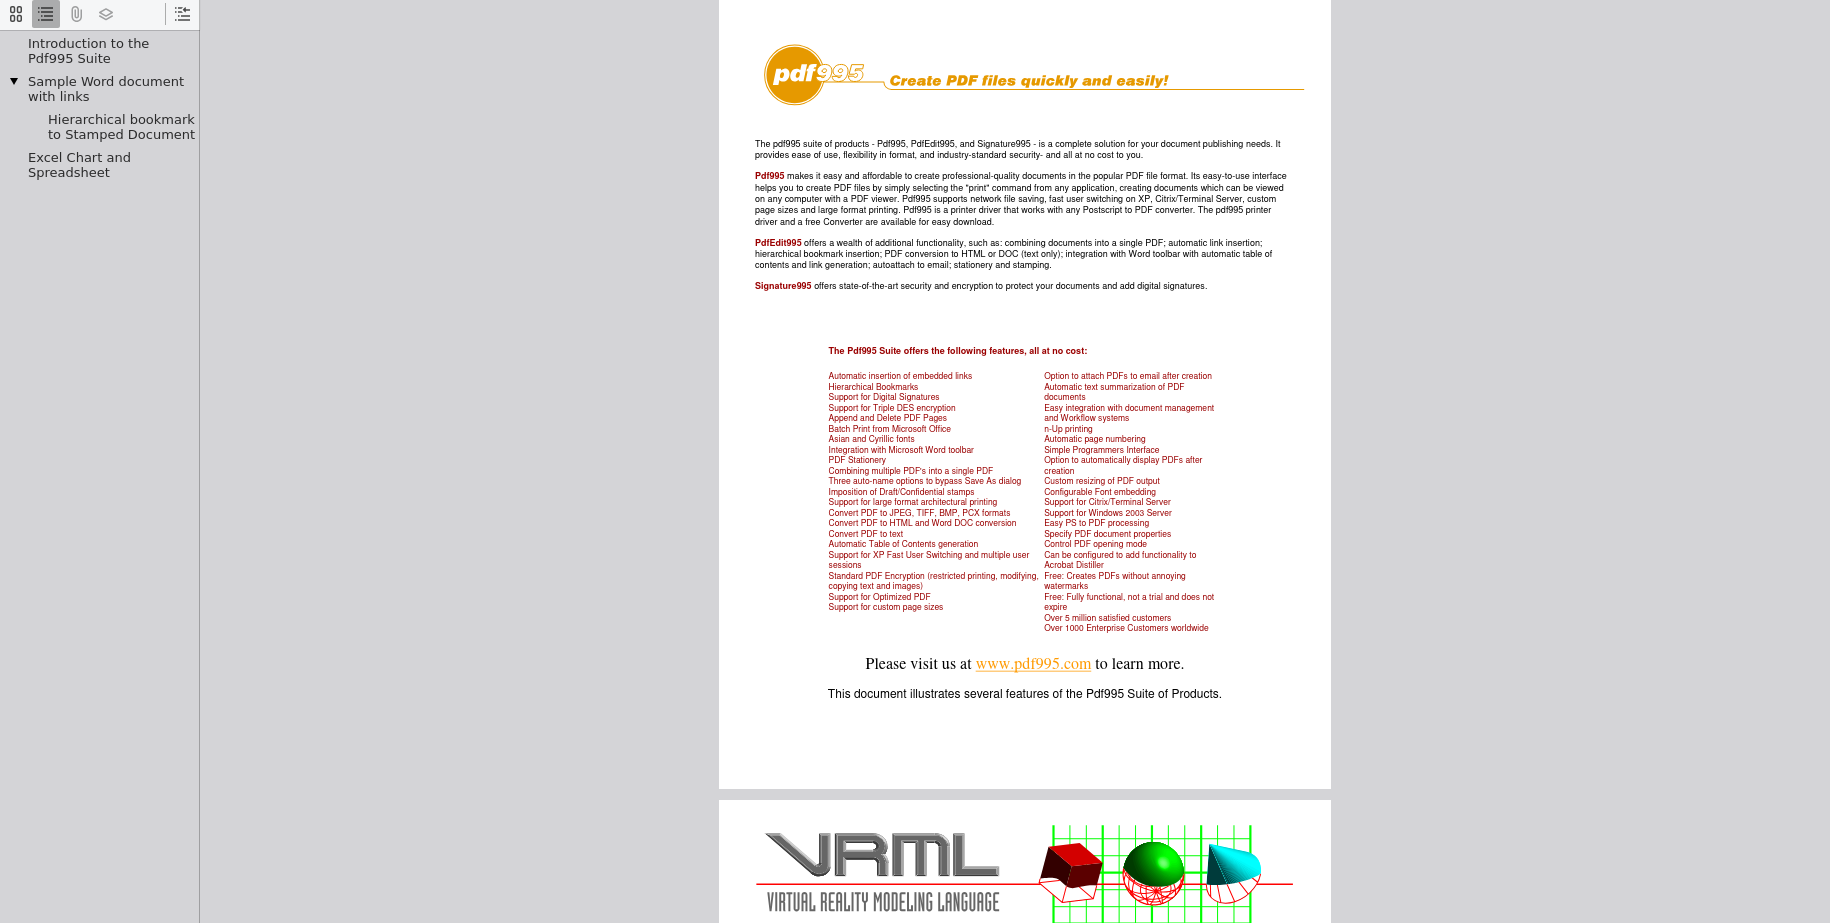 Introduction to the
Pdf995 Suite
Sample Word document
with links
Hierarchical bookmark
to Stamped Document
Excel Chart and
Spreadsheet
pdf995
Create PDF files quickly and easily!
The pdf995 suite of products - Pdf995, PdfEdit995, and Signature995 - is a complete solution for your document publishing needs. It
provides ease of use, flexibility in format, and industry-standard security- and all at no cost to you.
Pdf995 makes it easy and affordable to create professional-quality documents in the popular PDF file format. Its easy-to-use interface
helps you to create PDF files by simply selecting the "print" command from any application, creating documents which can be viewed
on any computer with a PDF viewer. Pdf995 supports network file saving, fast user switching on XP, Citrix/Terminal Server, custom
page sizes and large format printing. Pdf995 is a printer driver that works with any Postscript to PDF converter. The pdf995 printer
driver and a free Converter are available for easy download.
PdfEdit995 offers a wealth of additional functionality, such as: combining documents into a single PDF; automatic link insertion;
hierarchical bookmark insertion; PDF conversion to HTML or DOC (text only); integration with Word toolbar with automatic table of
contents and link generation; autoattach to email; stationery and stamping.
Signature995 offers state-of-the-art security and encryption to protect your documents and add digital signatures.
The Pdf995 Suite offers the following features, all at no cost:
Automatic insertion of embedded links
Hierarchical Bookmarks
Support for Digital Signatures
Support for Triple DES encryption
Append and Delete PDF Pages
Batch Print from Microsoft Office
Asian and Cyrillic fonts
Integration with Microsoft Word toolbar
PDF Stationery
Combining multiple PDF's into a single PDF
Three auto-name options to bypass Save As dialog
Imposition of Draft/Confidential stamps
Support for large format architectural printing
Convert PDF to JPEG, TIFF, BMP, PCX formats
Convert PDF to HTML and Word DOC conversion
Convert PDF to text
Automatic Table of Contents generation
Support for XP Fast User Switching and multiple user
sessions
Standard PDF Encryption (restricted printing, modifying,
copying text and images)
Support for Optimized PDF
Support for custom page sizes
Option to attach PDFs to email after creation
Automatic text summarization of PDF
documents
Easy integration with document management
and Workflow systems
n-Up printing
Automatic page numbering
Simple Programmers Interface
Option to automatically display PDFs after
creation
Custom resizing of PDF output
Configurable Font embedding
Support for Citrix/Terminal Server
Support for Windows 2003 Server
Easy PS to PDF processing
Specify PDF document properties
Control PDF opening mode
Can be configured to add functionality to
Acrobat Distiller
Free: Creates PDFs without annoying
watermarks
Free: Fully functional, not a trial and does not
expire
Over 5 million satisfied customers
Over 1000 Enterprise Customers worldwide
Please visit us at www.pdf995.com to learn more.
This document illustrates several features of the Pdf995 Suite of Products.
VRML
VIRTUAL REALITY MODELING LANGUAGE